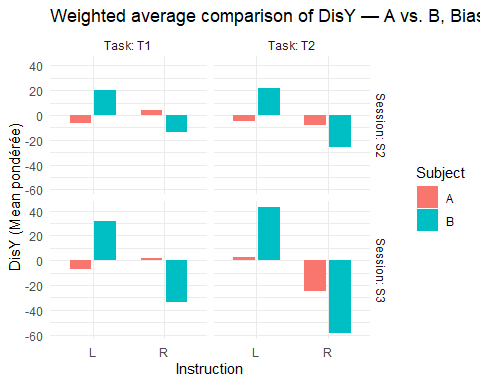 Weighted average comparison of DisY — A vs. B, Bias
Task: T1
Task: T2
40
20
0
-20
-40
-60
Session: S2
40
20
0
-20
-40
-60
Session: S3
DisY (Mean pondérée)
L
R
L
R
Instruction
Subject
A
B